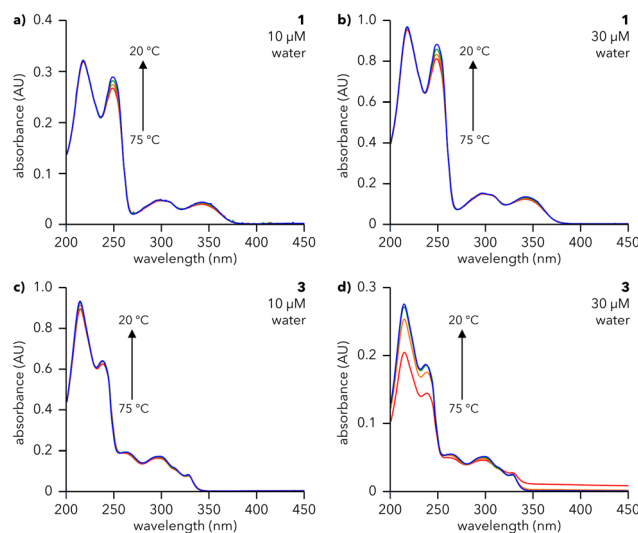 a)
1
10 μM
water
0.4
0.3
0.2
0.1
0
absorbance (AU)
20 °C
75 °C
200 250 300 350 400 450
wavelength (nm)
b)
1
30 μM
water
1.0
0.8
0.6
0.4
0.2
0
absorbance (AU)
20 °C
75 °C
200 250 300 350 400 450
wavelength (nm)
c)
3
10 μM
water
1.0
0.8
0.6
0.4
0.2
0
absorbance (AU)
20 °C
75 °C
200 250 300 350 400 450
wavelength (nm)
d)
3
30 μM
water
0.3
0.2
0.1
0
absorbance (AU)
20 °C
75 °C
200 250 300 350 400 450
wavelength (nm)